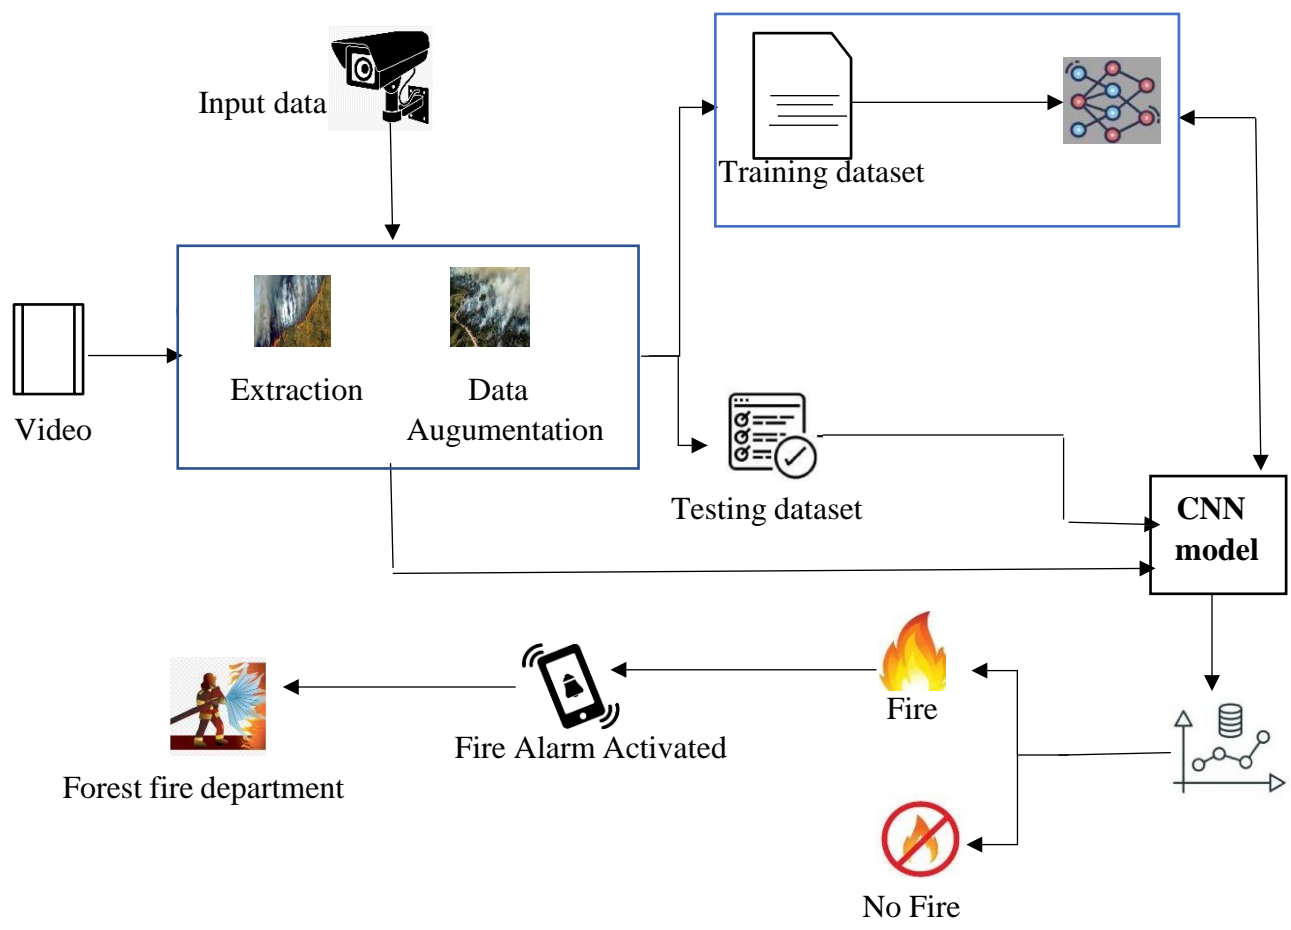 Input data
Training dataset
Extraction
Data
Augumentation
Video
Testing dataset
CNN
model
Fire
Fire Alarm Activated
Forest fire department
No Fire